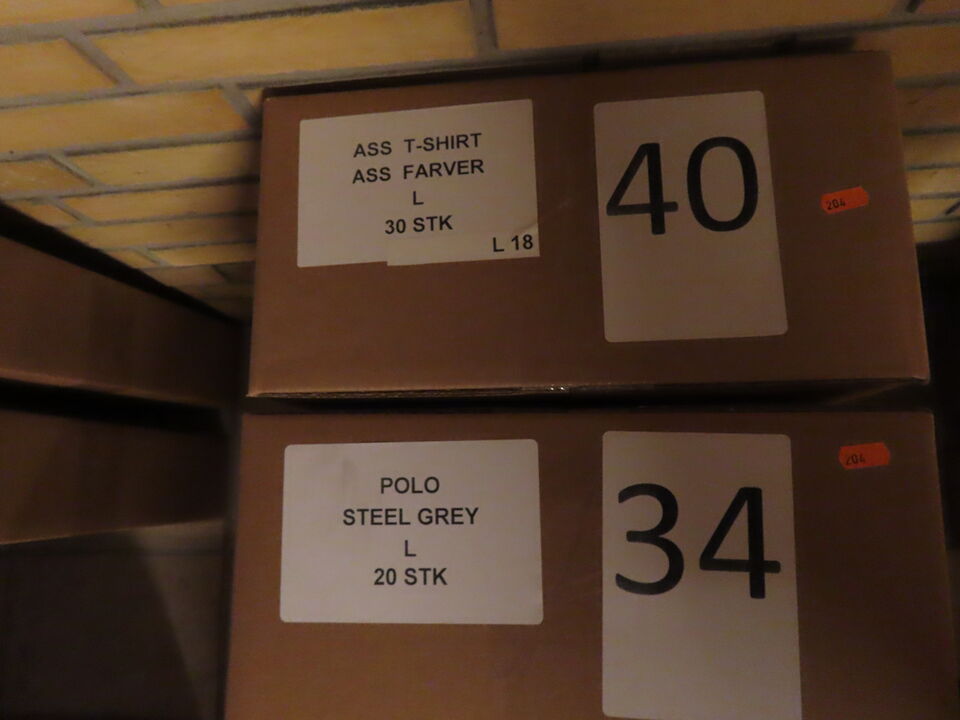 ASS T-SHIRT
ASS FARVER
L
30 STK
L 18
40
204
POLO
STEEL GREY
L
20 STK
34
204